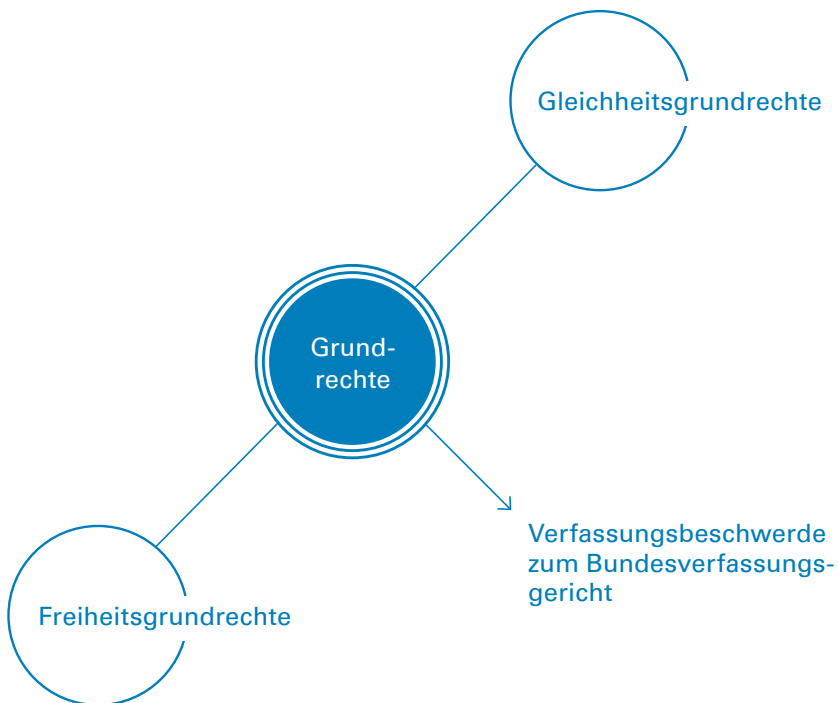 Gleichheitsgrundrechte
Grund-
rechte
Verfassungsbeschwerde
zum Bundesverfassungs-
gericht
Freiheitsgrundrechte